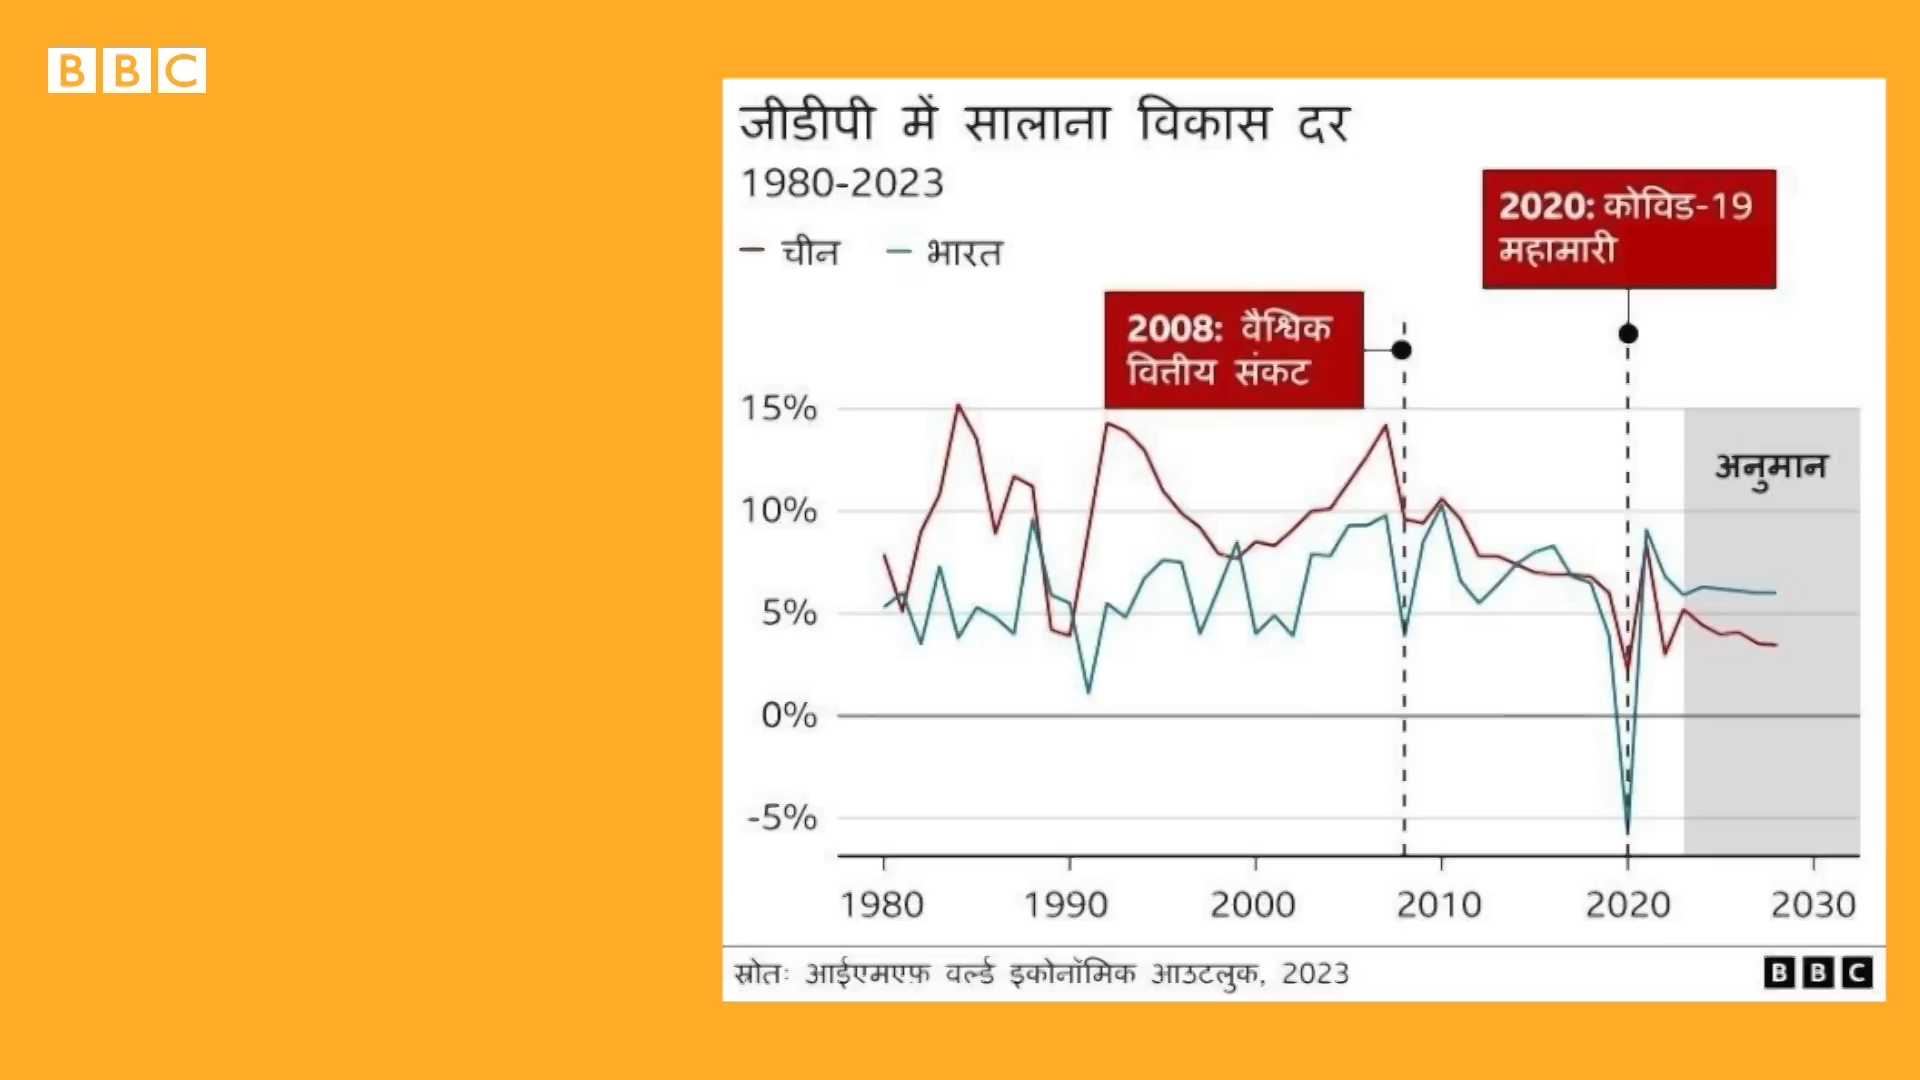 BBC
जीडीपी में सालाना विकास दर
1980-2023
चीन भारत
2020: कोविड-19
महामारी
2008: वैश्विक
वित्तीय संकट
15%
अनुमान
10%
5%
0%
-5%
1980 1990 2000 2010 2020 2030
स्रोतः आईएमएफ़ वर्ल्ड इकोनॉमिक आउटलुक, 2023
BBC